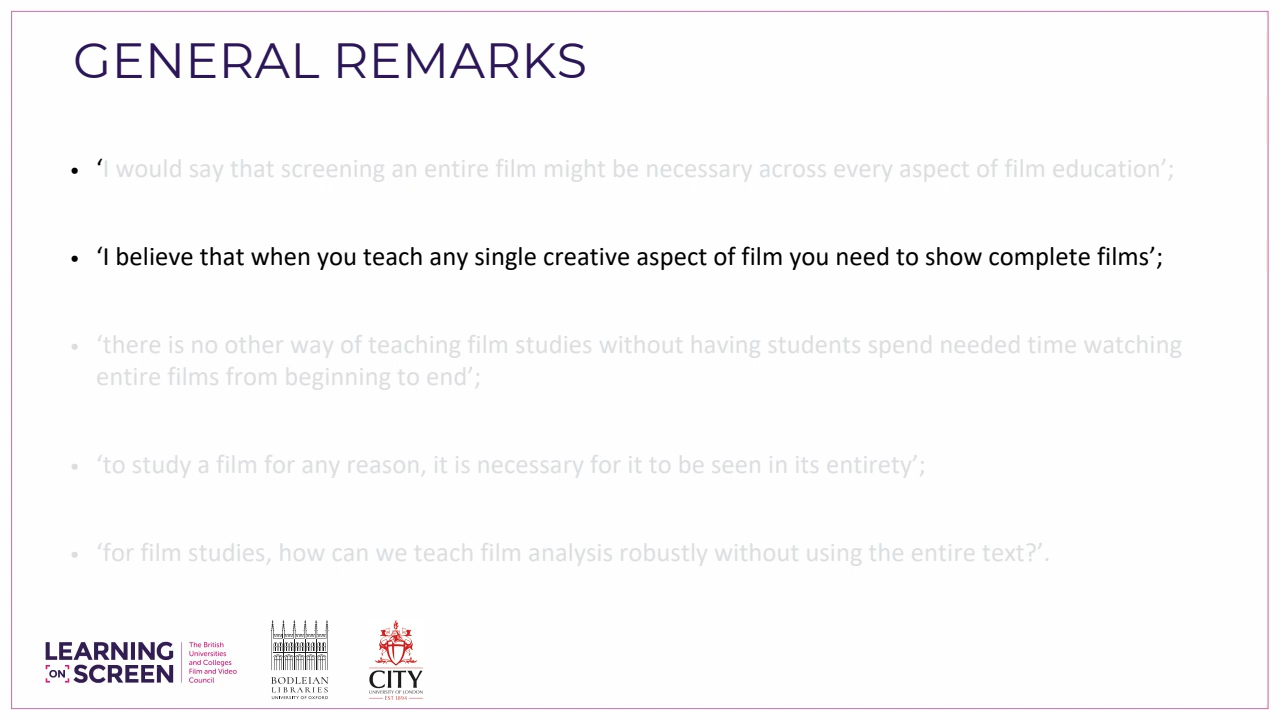 GENERAL REMARKS
• ‘I would say that screening an entire film might be necessary across every aspect of film education’;
• ‘I believe that when you teach any single creative aspect of film you need to show complete films’;
• ‘there is no other way of teaching film studies without having students spend needed time watching
entire films from beginning to end’;
• ‘to study a film for any reason, it is necessary for it to be seen in its entirety’;
• ‘for film studies, how can we teach film analysis robustly without using the entire text?’.
LEARNING
ON SCREEN
The British
Universities
and Colleges
Film and Video
Council
BODLEIAN
LIBRARIES
UNIVERSITY OF OXFORD
CITY
UNIVERSITY OF LONDON
EST 1894